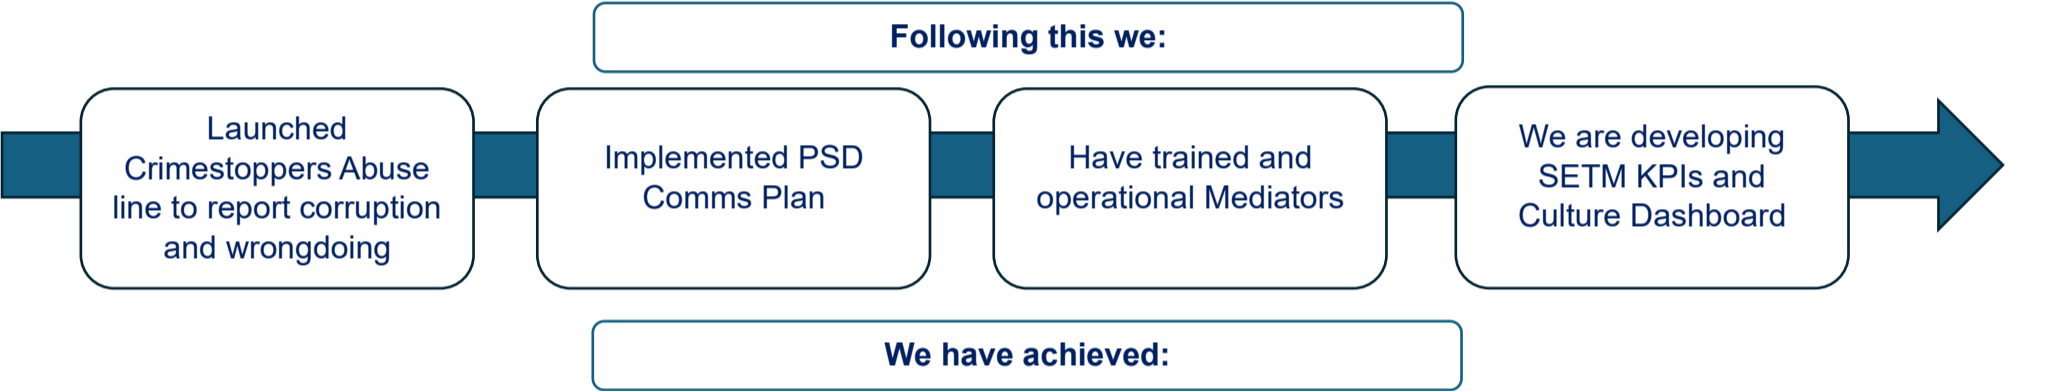 Following this we:
Launched
Crimestoppers Abuse
line to report corruption
and wrongdoing
Implemented PSD
Comms Plan
Have trained and
operational Mediators
We are developing
SETM KPIs and
Culture Dashboard
We have achieved: